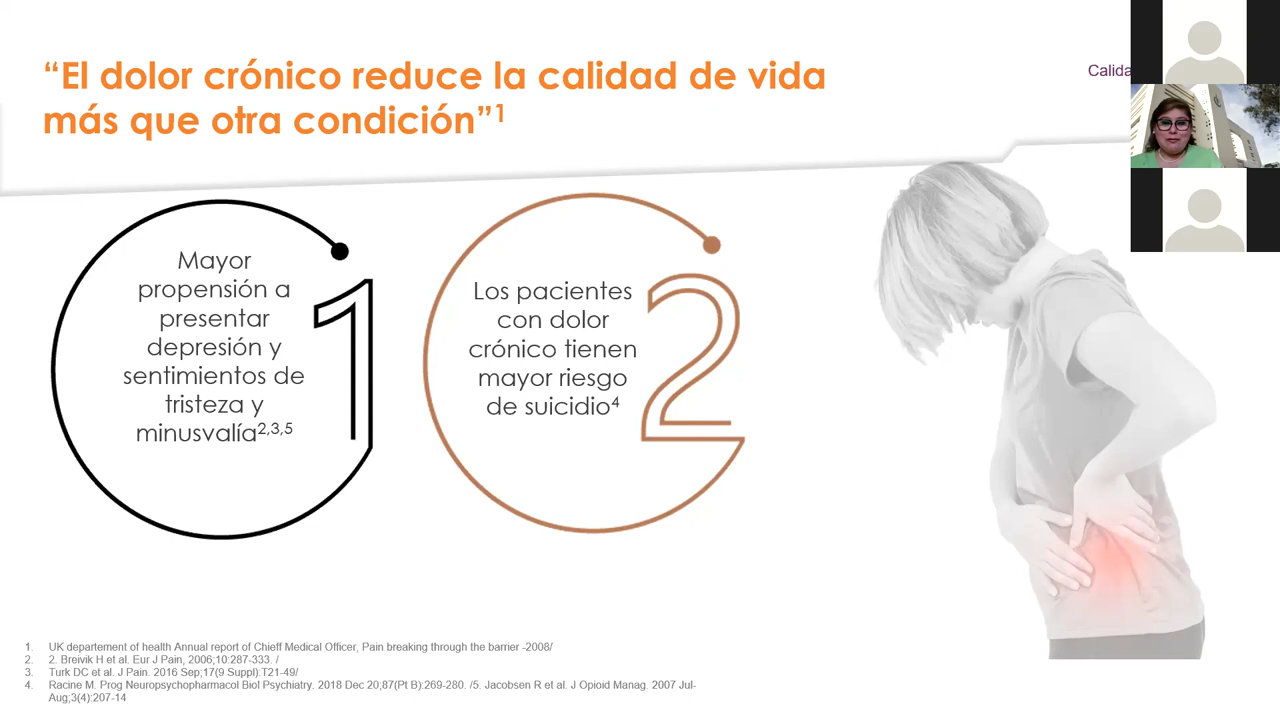 “El dolor crónico reduce la calidad de vida
más que otra condición”1
Mayor
propensión a
presentar
depresión y
sentimientos de
tristeza y
minusvalía2,3,5
1
Los pacientes
con dolor
crónico tienen
mayor riesgo
de suicidio4
2
1. UK departement of health Annual report of Chieff Medical Officer, Pain breaking through the barrier -2008/
2. 2. Breivik H et al. Eur J Pain, 2006;10:287-333. /
3. Turk DC et al. J Pain. 2016 Sep;17(9 Suppl):T21-49/
4. Racine M. Prog Neuropsychopharmacol Biol Psychiatry. 2018 Dec 20;87(Pt B):269-280. /5. Jacobsen R et al. J Opioid Manag. 2007 Jul-
Aug;3(4):207-14